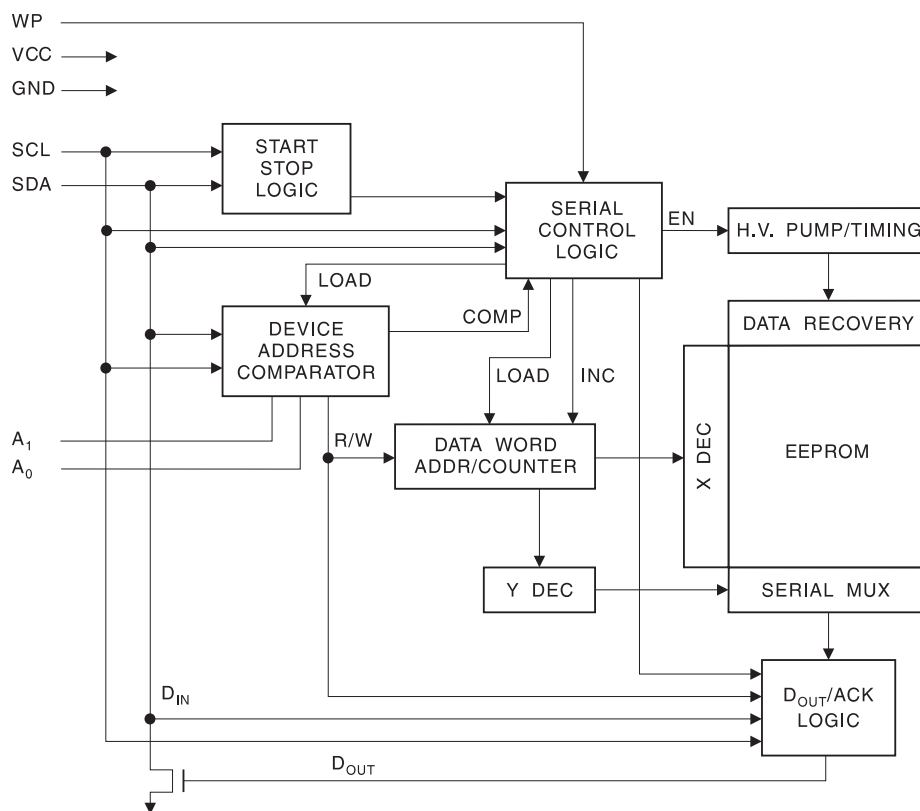 WP
VCC
GND
SCL
SDA
START
STOP
LOGIC
SERIAL
CONTROL
LOGIC
EN
H.V. PUMP/TIMING
LOAD
COMP
DEVICE
ADDRESS
COMPARATOR
DATA RECOVERY
LOAD
INC
A1
A0
R/W
DATA WORD
ADDR/COUNTER
X DEC
EEPROM
Y DEC
SERIAL MUX
DIN
DOUT/ACK
LOGIC
DOUT